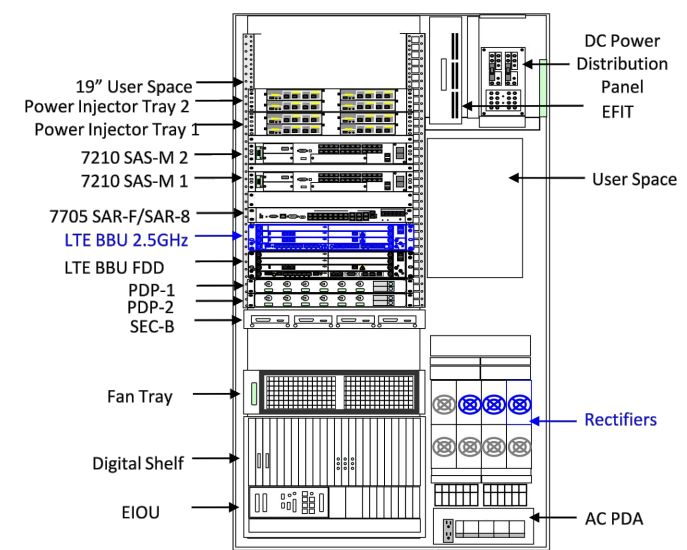 19” User Space
Power Injector Tray 2
Power Injector Tray 1
7210 SAS-M 2
7210 SAS-M 1
7705 SAR-F/SAR-8
LTE BBU 2.5GHz
LTE BBU FDD
PDP-1
PDP-2
SEC-B
Fan Tray
Digital Shelf
EIOU
DC Power
Distribution
Panel
EFIT
User Space
Rectifiers
AC PDA